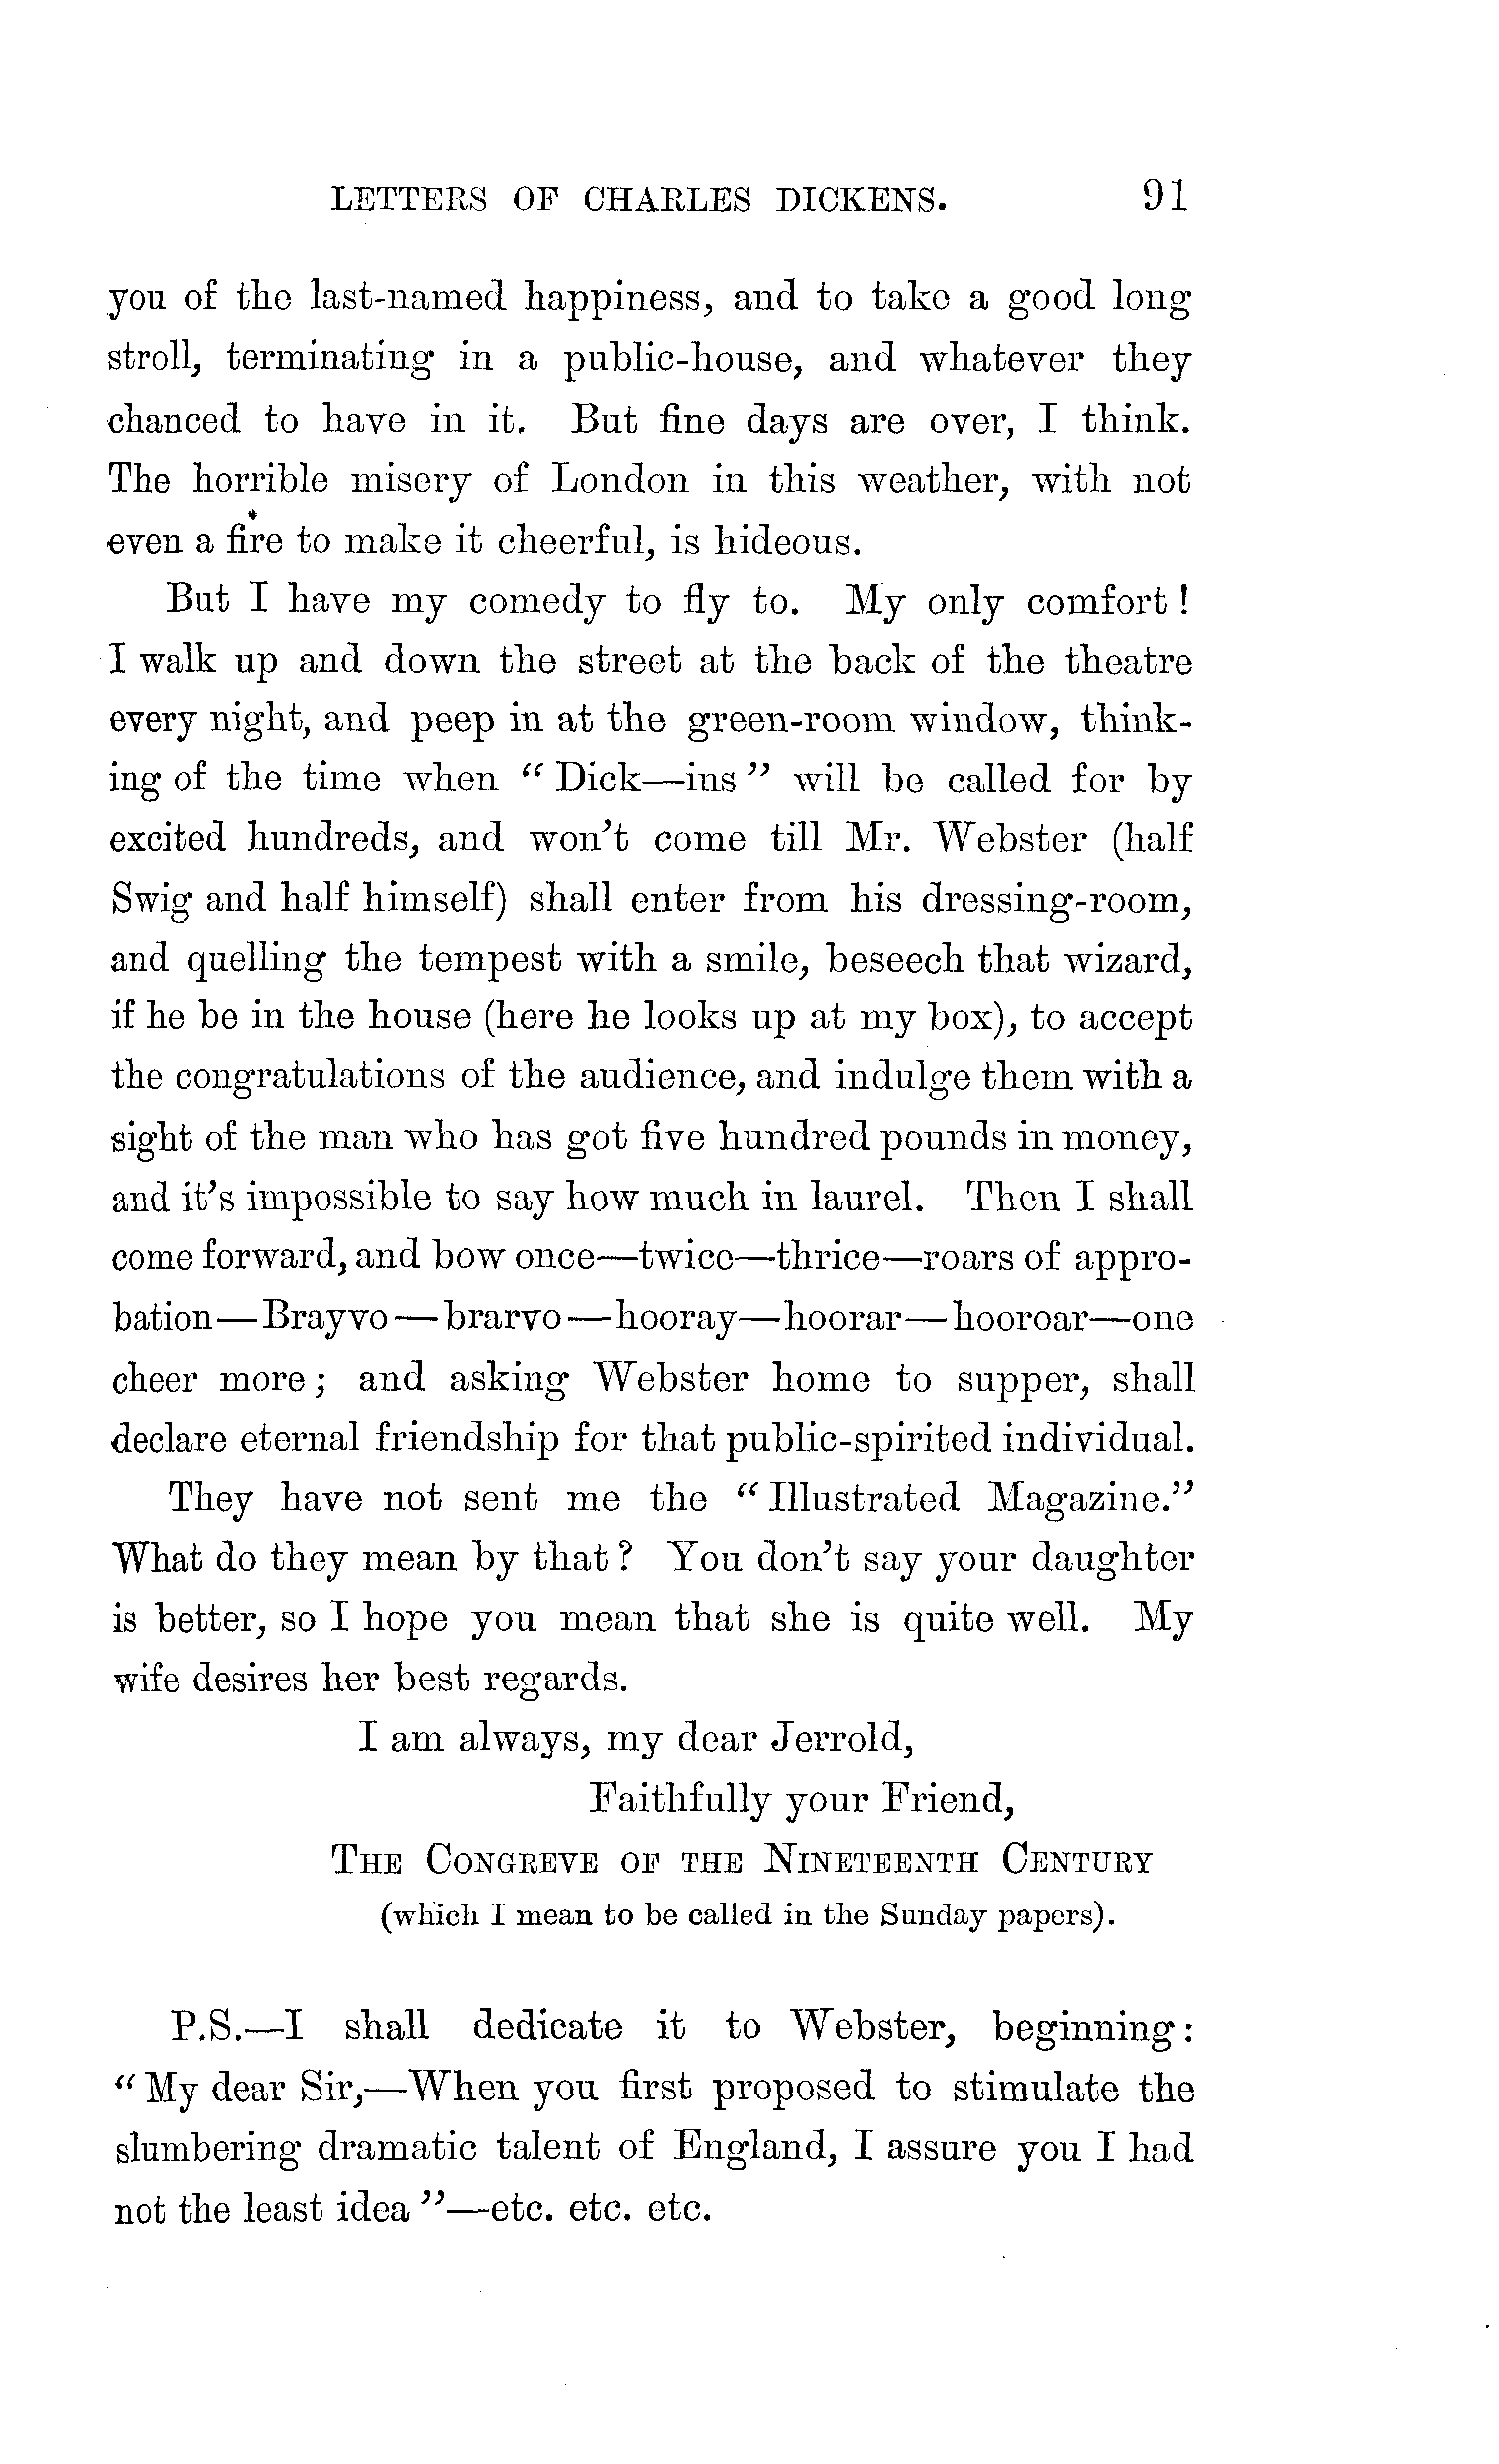 LETTERS OF CHARLES DICKENS. 91
you of the last-named happiness, and to take a good long
stroll, terminating in a public-house, and whatever they
chanced to have in it. But fine days are over, I think.
The horrible misery of London in this weather, with not
even a fire to make it cheerful, is hideous.
But I have my comedy to fly to. My only comfort!
I walk up and down the street at the back of the theatre
every night, and peep in at the green-room window, think-
ing of the time when "Dick—ins" will be called for by
excited hundreds, and won't come till Mr. Webster (half
Swig and half himself) shall enter from his dressing-room,
and quelling the tempest with a smile, beseech that wizard,
if he be in the house (here he looks up at my box), to accept
the congratulations of the audience, and indulge them with a
sight of the man who has got five hundred pounds in money,
and it's impossible to say how much in laurel. Then I shall
come forward, and bow once—twice—thrice—roars of appro-
bation—Brayvo—brarvo—hooray—hoorar—hooroar—one
cheer more; and asking Webster home to supper, shall
declare eternal friendship for that public-spirited individual.
They have not sent me the "Illustrated Magazine."
What do they mean by that? You don't say your daughter
is better, so I hope you mean that she is quite well. My
wife desires her best regards.
I am always, my dear Jerrold,
Faithfully your Friend,
THE CONGREVE OF THE NINETEENTH CENTURY
(which I mean to be called in the Sunday papers).
P.S.—I shall dedicate it to Webster, beginning:
"My dear Sir,—When you first proposed to stimulate the
slumbering dramatic talent of England, I assure you I had
not the least idea"—etc. etc. etc.